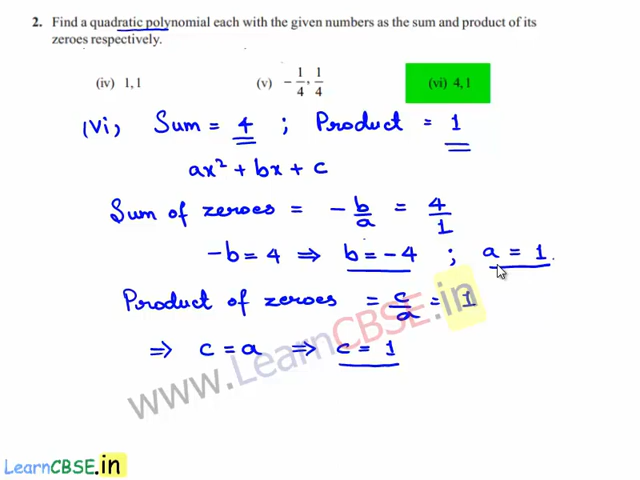 2. Find a quadratic polynomial each with the given numbers as the sum and product of its
zeroes respectively.
(iv) 1, 1 (v) −1/4, 1/4 (vi) 4, 1
(Vi), Sum = 4 ; Product = 1
ax² + bx + c
Sum of zeroes = −b/a = 4/1
−b = 4 ⇒ b = −4 ; a = 1.
Product of zeroes = c/a = 1
⇒ c = a ⇒ c = 1
www.LearnCBSE.in
LearnCBSE.in